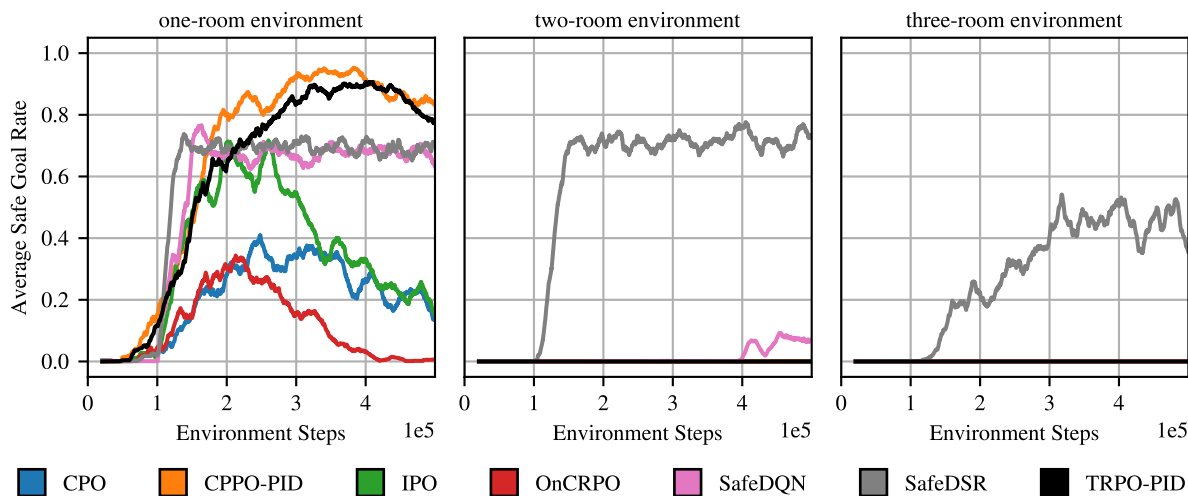 one-room environment
two-room environment
three-room environment
Average Safe Goal Rate
1.0
0.8
0.6
0.4
0.2
0.0
0 1 2 3 4
0 1 2 3 4
0 1 2 3 4
Environment Steps 1e5
Environment Steps 1e5
Environment Steps 1e5
CPO CPPO-PID IPO OnCRPO SafeDQN SafeDSR TRPO-PID